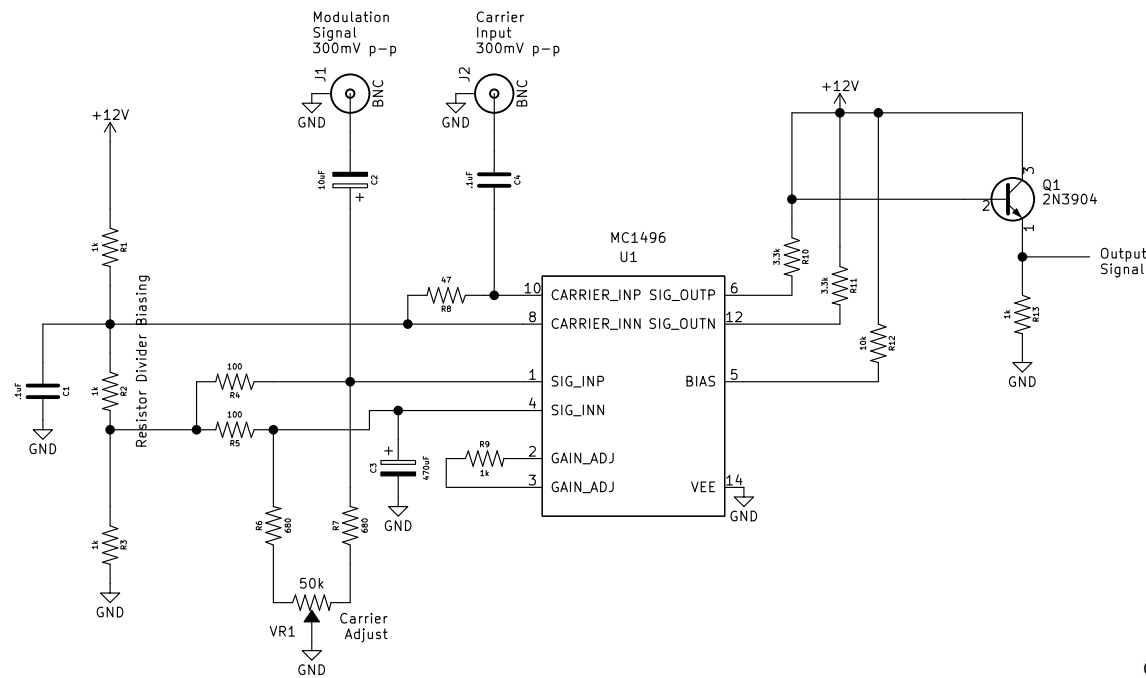 Modulation
Signal
300mV p-p
Carrier
Input
300mV p-p
J1
BNC
GND
J2
BNC
GND
+12V
+12V
10uF
C2
+
.1uF
C4
3
Q1
2N3904
2
1
Output
Signal
1k
R1
MC1496
U1
3.3k
R10
3.3k
R11
10k
R12
1k
R13
GND
47
R8
10
CARRIER_INP
SIG_OUTP
6
8
CARRIER_INN
SIG_OUTN
12
1
SIG_INP
BIAS
5
4
SIG_INN
2
GAIN_ADJ
3
GAIN_ADJ
VEE
14
GND
.1uF
C1
GND
1k
R2
Resistor Divider Biasing
100
R4
100
R5
+
C3
470uF
GND
R9
1k
1k
R3
GND
R6
680
R7
680
50k
VR1
Carrier
Adjust
GND